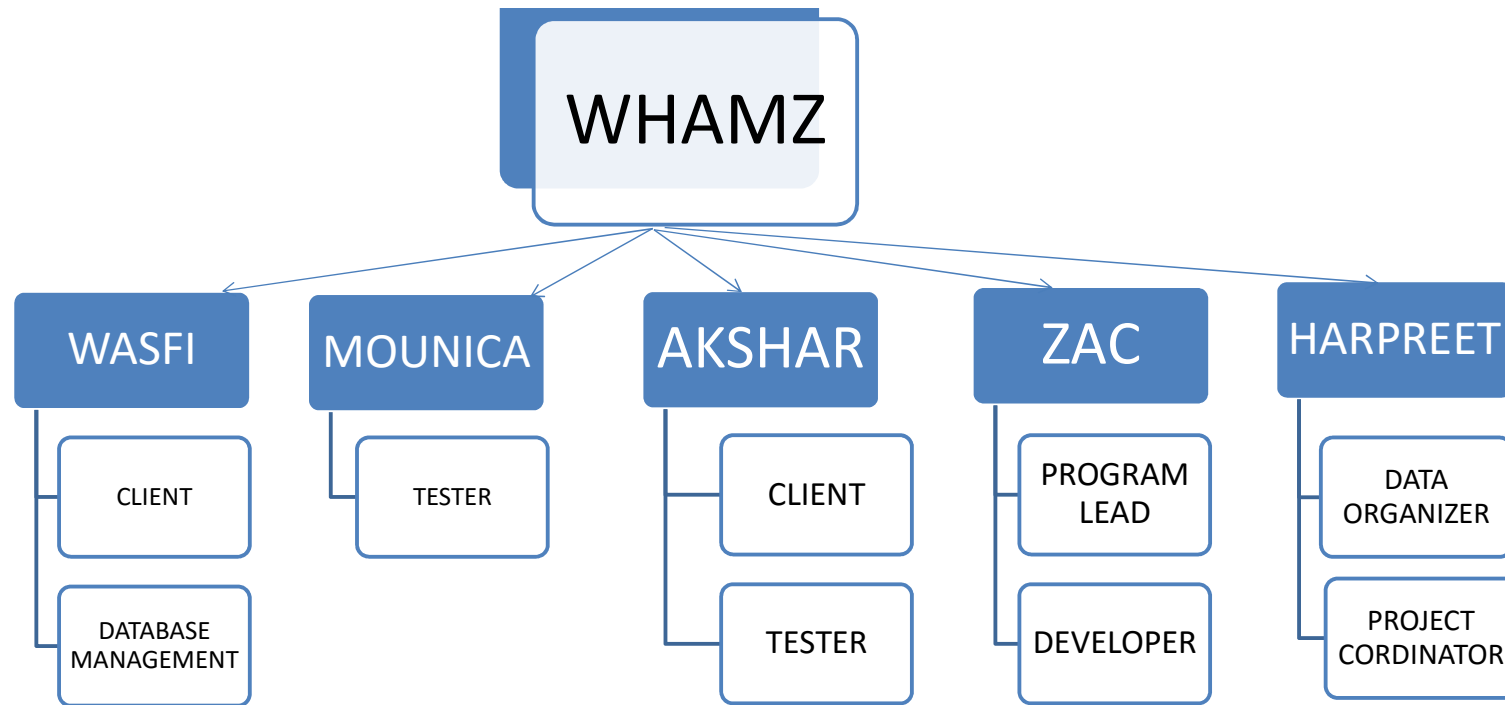 WHAMZ
WASFI
CLIENT
DATABASE
MANAGEMENT
MOUNICA
TESTER
AKSHAR
CLIENT
TESTER
ZAC
PROGRAM
LEAD
DEVELOPER
HARPREET
DATA
ORGANIZER
PROJECT
CORDINATOR